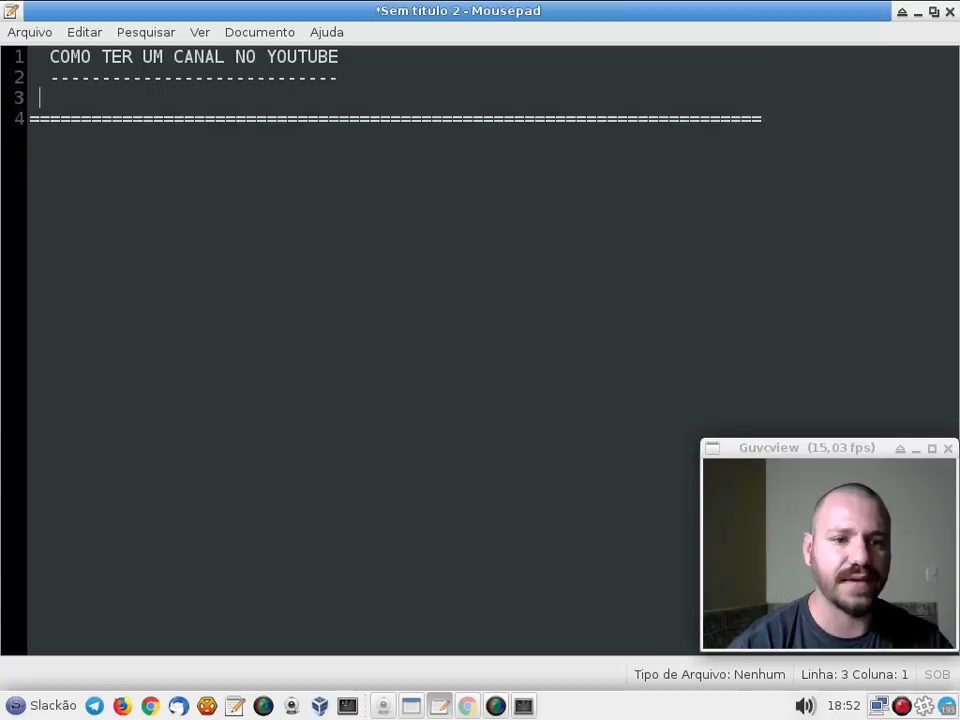 *Sem título 2 - Mousepad
Arquivo Editar Pesquisar Ver Documento Ajuda
1 COMO TER UM CANAL NO YOUTUBE
2 ----------------------------
3
4 =======================================================================
Guvcview (15,03 fps)
Tipo de Arquivo: Nenhum Linha: 3 Coluna: 1 SOB
Slackão 18:52 195